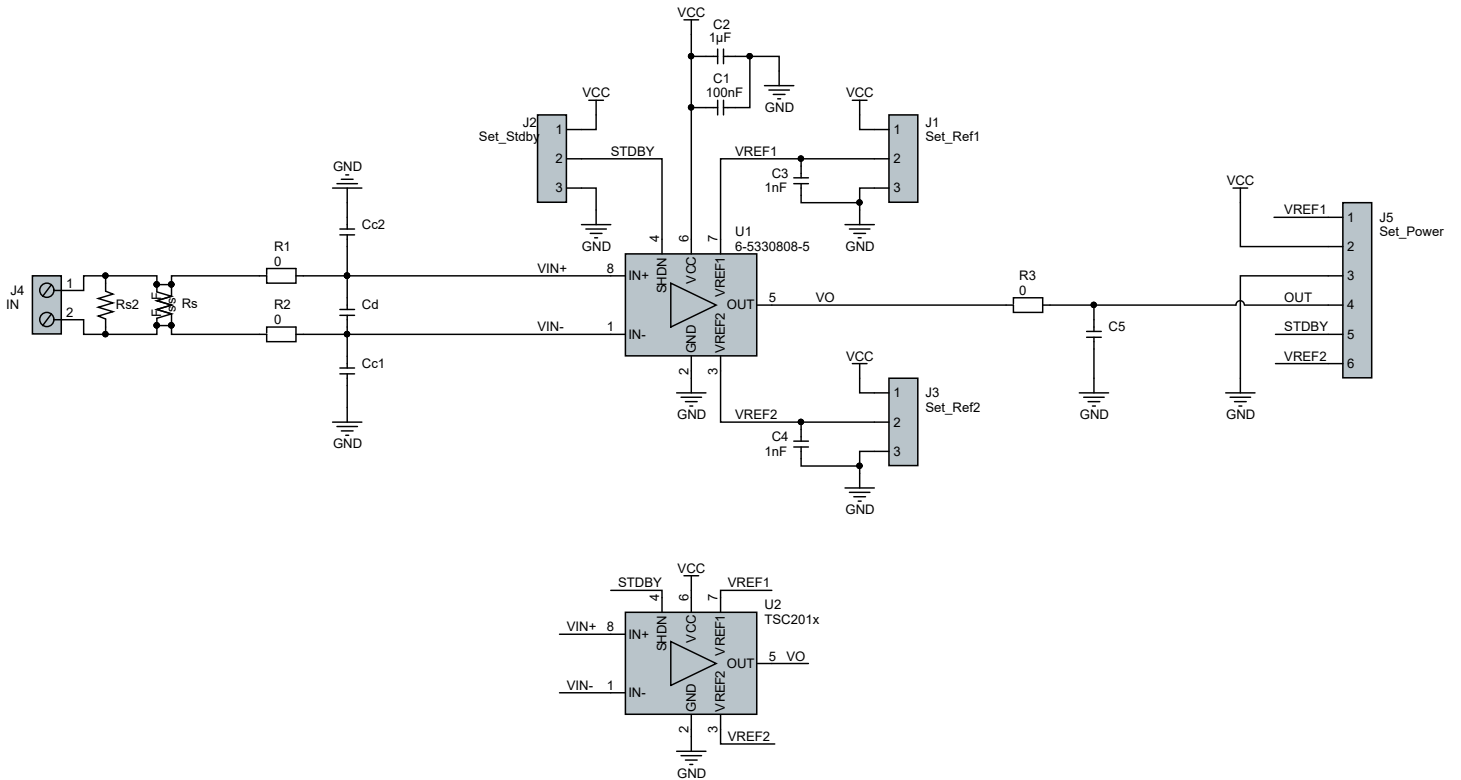 VCC
C2
1µF
C1
100nF
GND
VCC
J2
Set_Stdby
1
2
3
STDBY
GND
VCC
J1
Set_Ref1
1
2
3
VREF1
C3
1nF
GND
GND
Cc2
R1
0
R2
0
Cd
Cc1
GND
J4
IN
1
2
Rs2
Rs
VIN+
VIN-
U1
6-5330808-5
4
6
7
8
1
5
2
3
SHDN
VCC
VREF1
IN+
IN-
OUT
GND
VREF2
VO
GND
VREF2
VCC
J3
Set_Ref2
1
2
3
C4
1nF
GND
R3
0
C5
GND
VCC
GND
VREF1
OUT
STDBY
VREF2
J5
Set_Power
1
2
3
4
5
6
STDBY
VCC
VREF1
U2
TSC201x
4
6
7
VIN+ 8
VIN- 1
SHDN
VCC
VREF1
IN+
IN-
OUT
5 VO
GND
VREF2
2
3
VREF2
GND